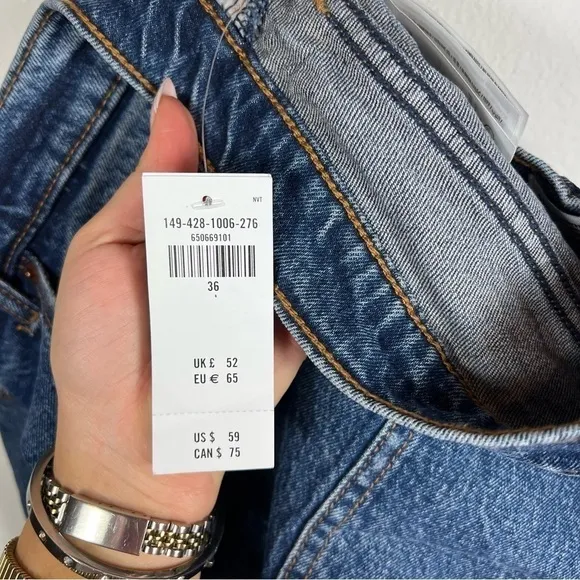 NVT
149-428-1006-276
650669101
36
UK £ 52
EU € 65
US $ 59
CAN $ 75